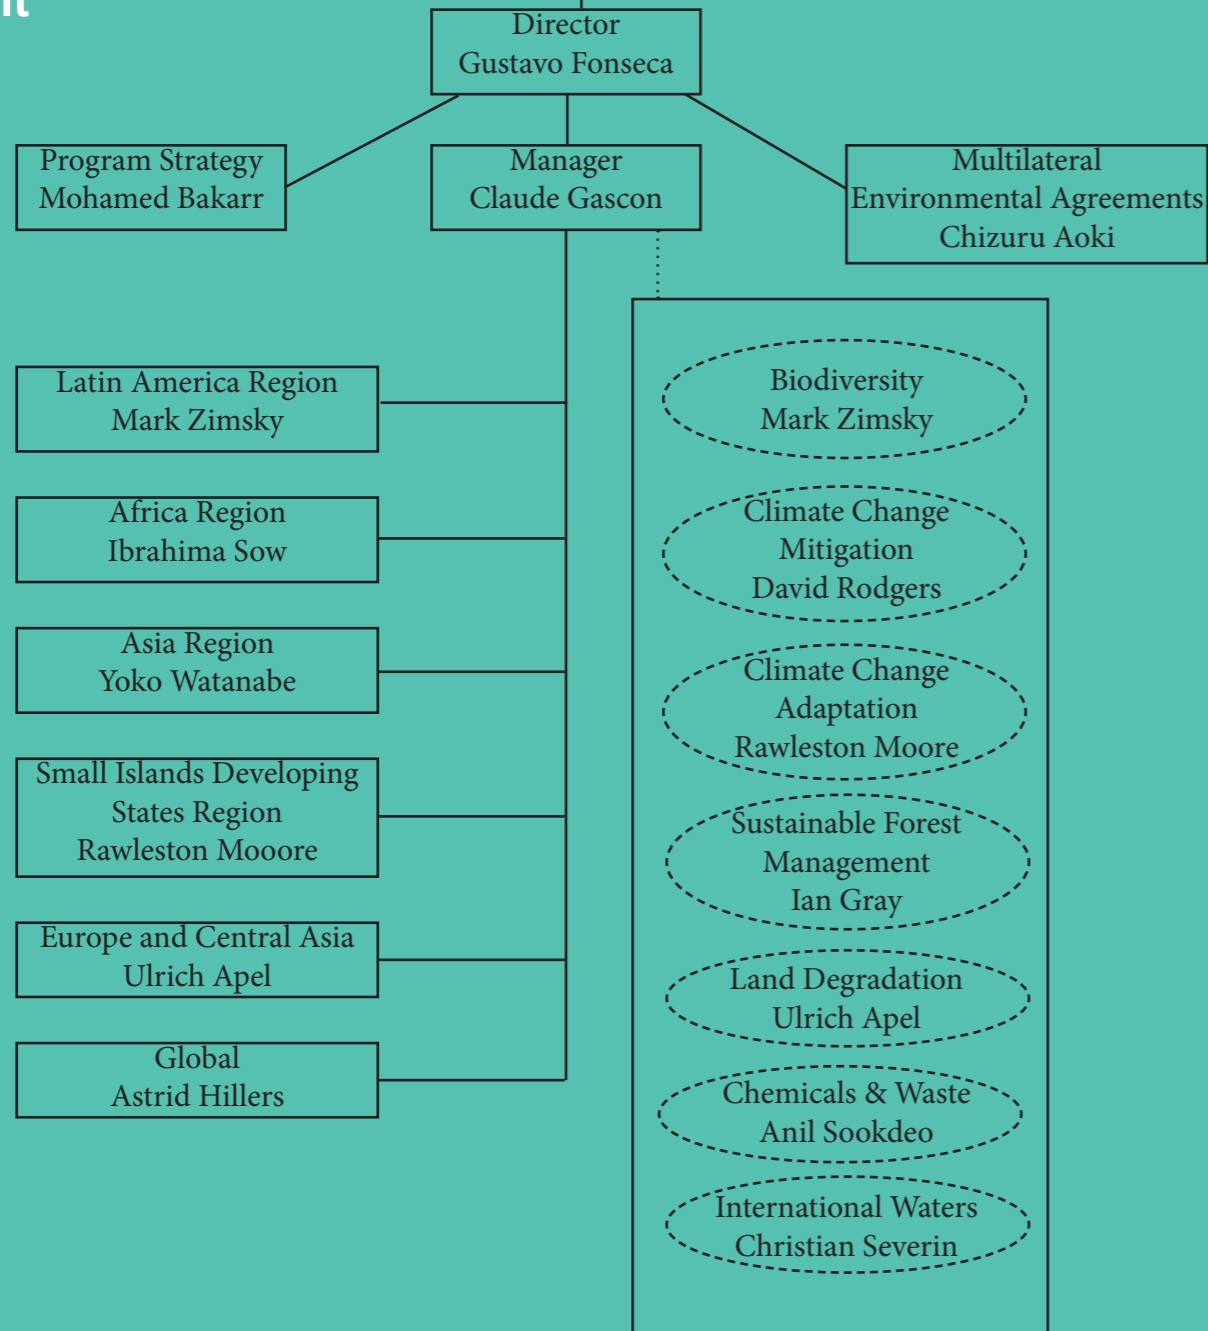 it
Director
Gustavo Fonseca
Program Strategy
Mohamed Bakarr
Manager
Claude Gascon
Multilateral
Environmental Agreements
Chizuru Aoki
Latin America Region
Mark Zimsky
Africa Region
Ibrahima Sow
Asia Region
Yoko Watanabe
Small Islands Developing
States Region
Rawleston Mooore
Europe and Central Asia
Ulrich Apel
Global
Astrid Hillers
Biodiversity
Mark Zimsky
Climate Change
Mitigation
David Rodgers
Climate Change
Adaptation
Rawleston Moore
Sustainable Forest
Management
Ian Gray
Land Degradation
Ulrich Apel
Chemicals & Waste
Anil Sookdeo
International Waters
Christian Severin